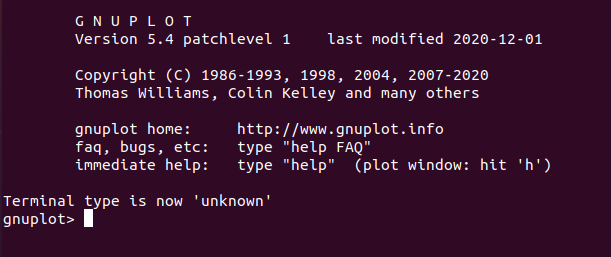 G N U P L O T
Version 5.4 patchlevel 1    last modified 2020-12-01
Copyright (C) 1986-1993, 1998, 2004, 2007-2020
Thomas Williams, Colin Kelley and many others
gnuplot home:     http://www.gnuplot.info
faq, bugs, etc:   type "help FAQ"
immediate help:   type "help"  (plot window: hit 'h')
Terminal type is now 'unknown'
gnuplot>